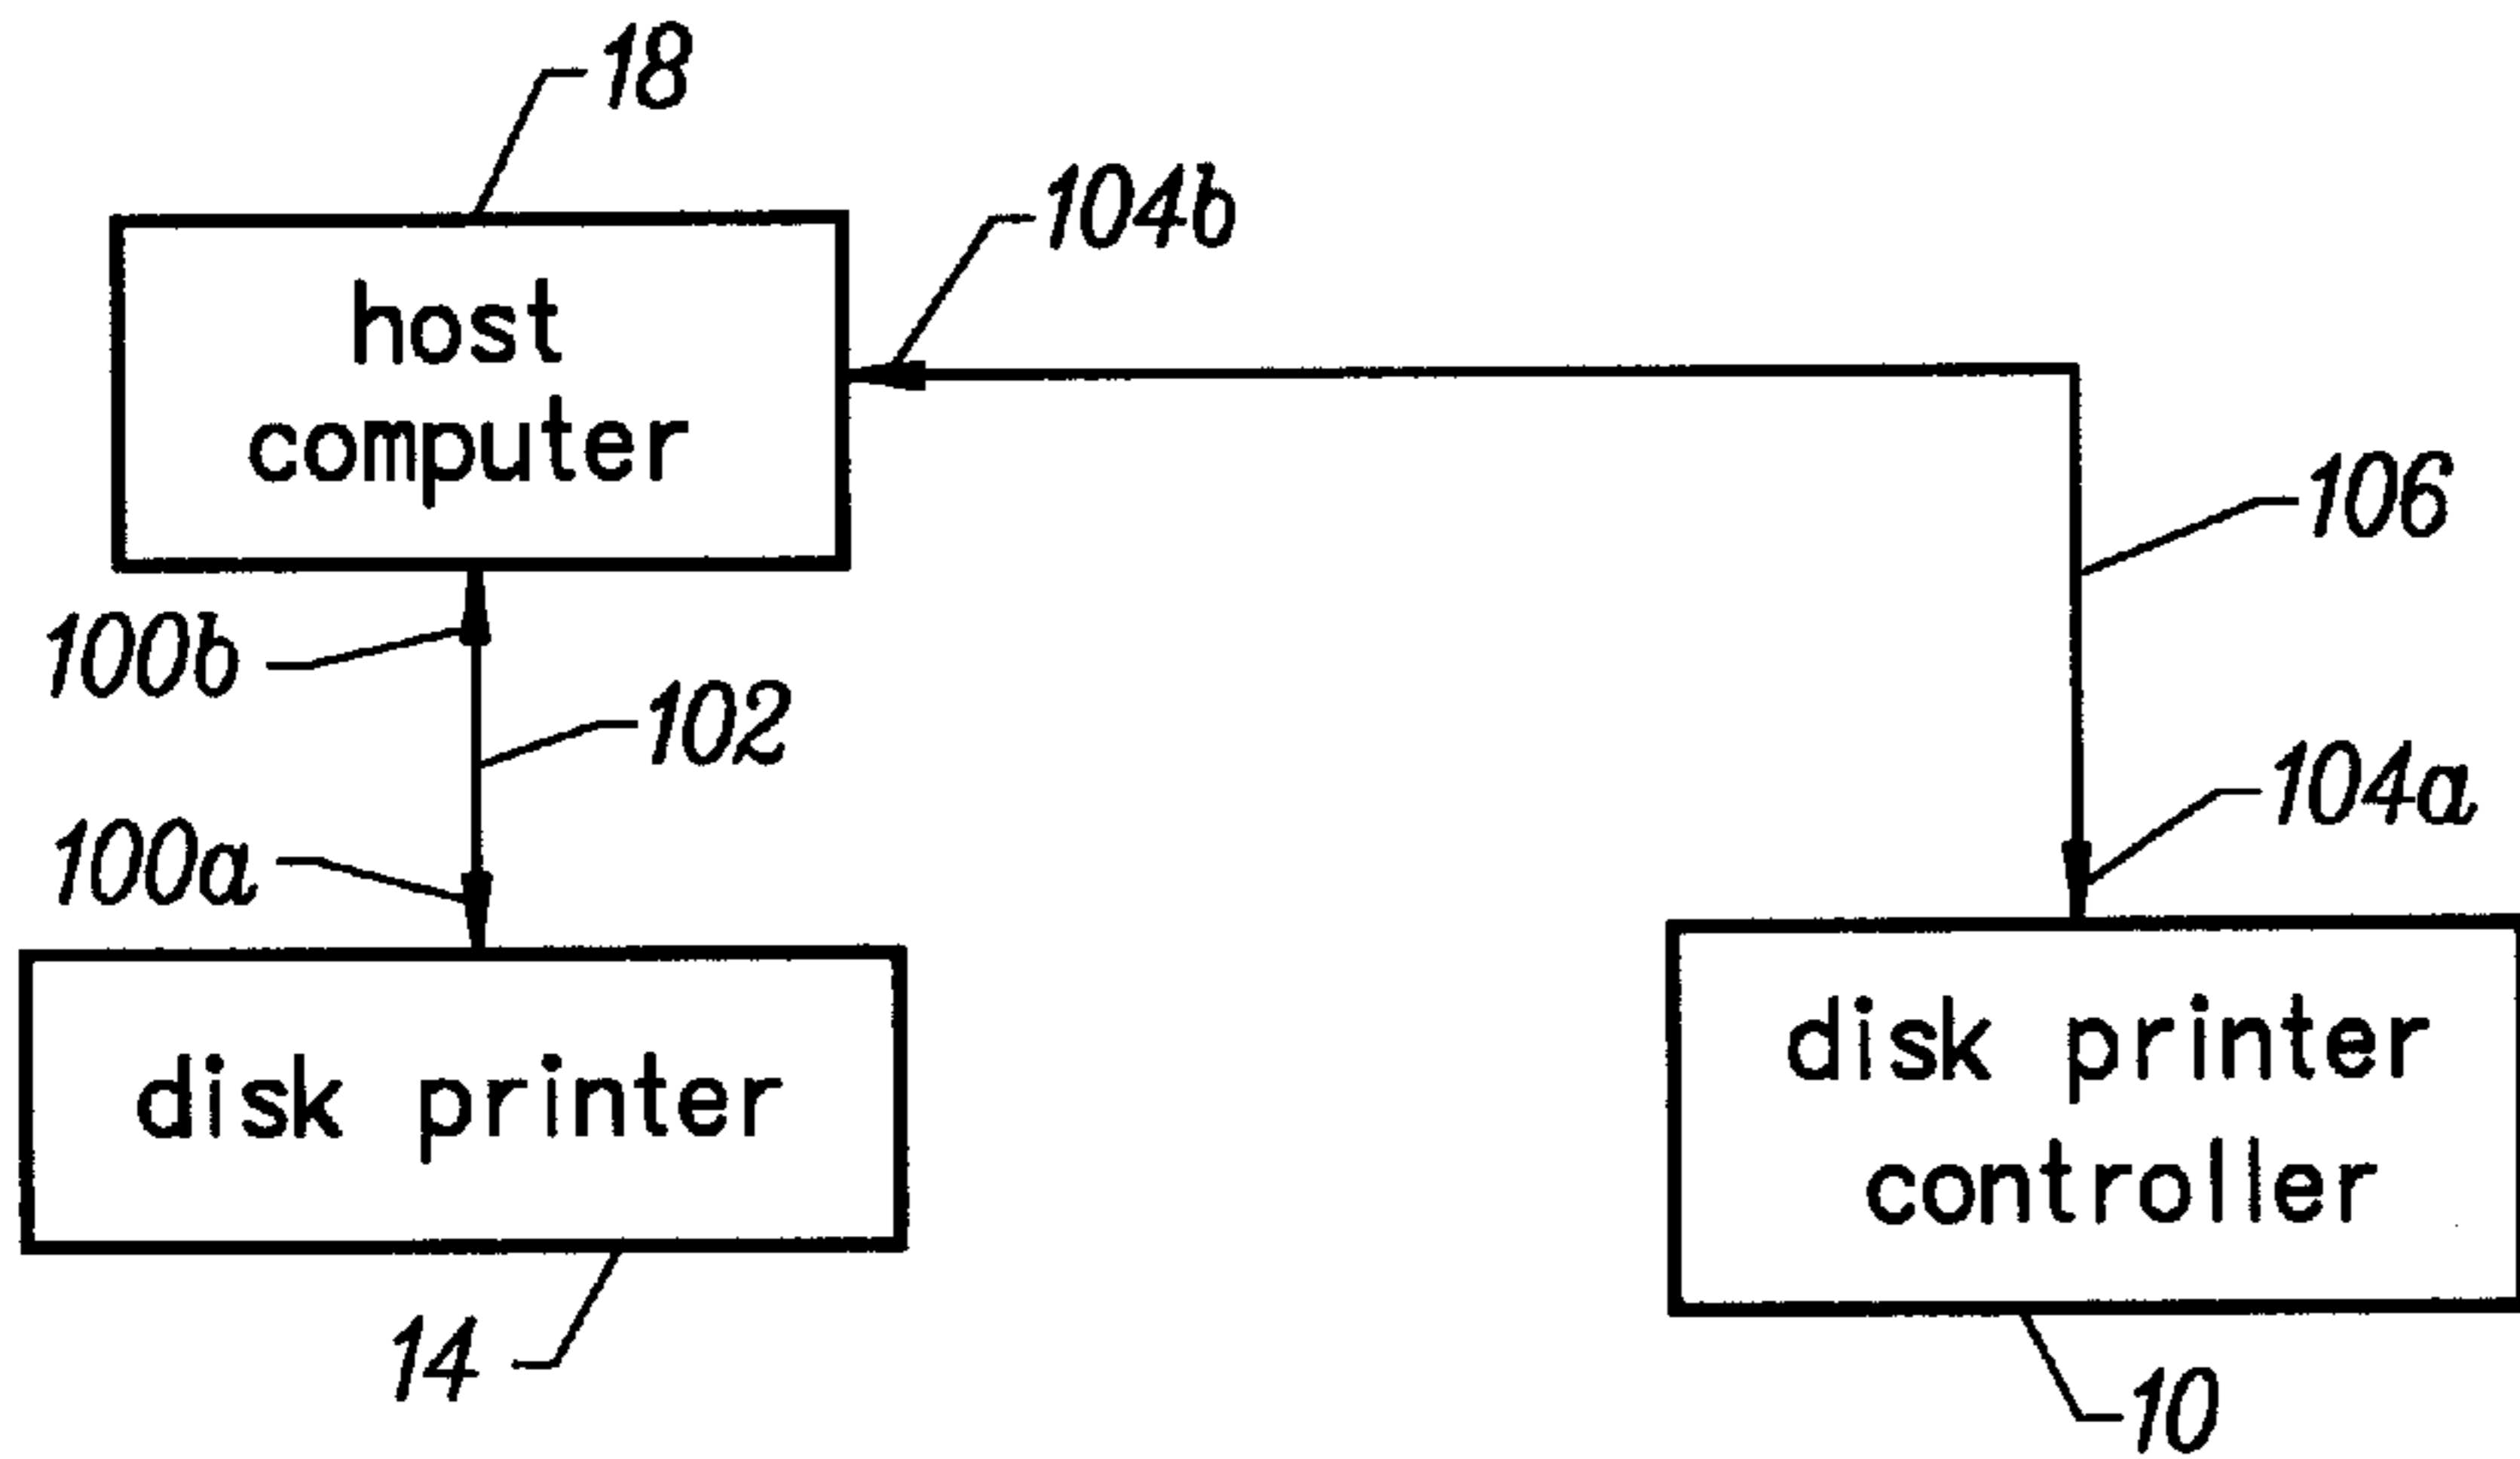 18
104b
host
computer
106
100b
102
104a
100a
disk printer
disk printer
controller
14
10